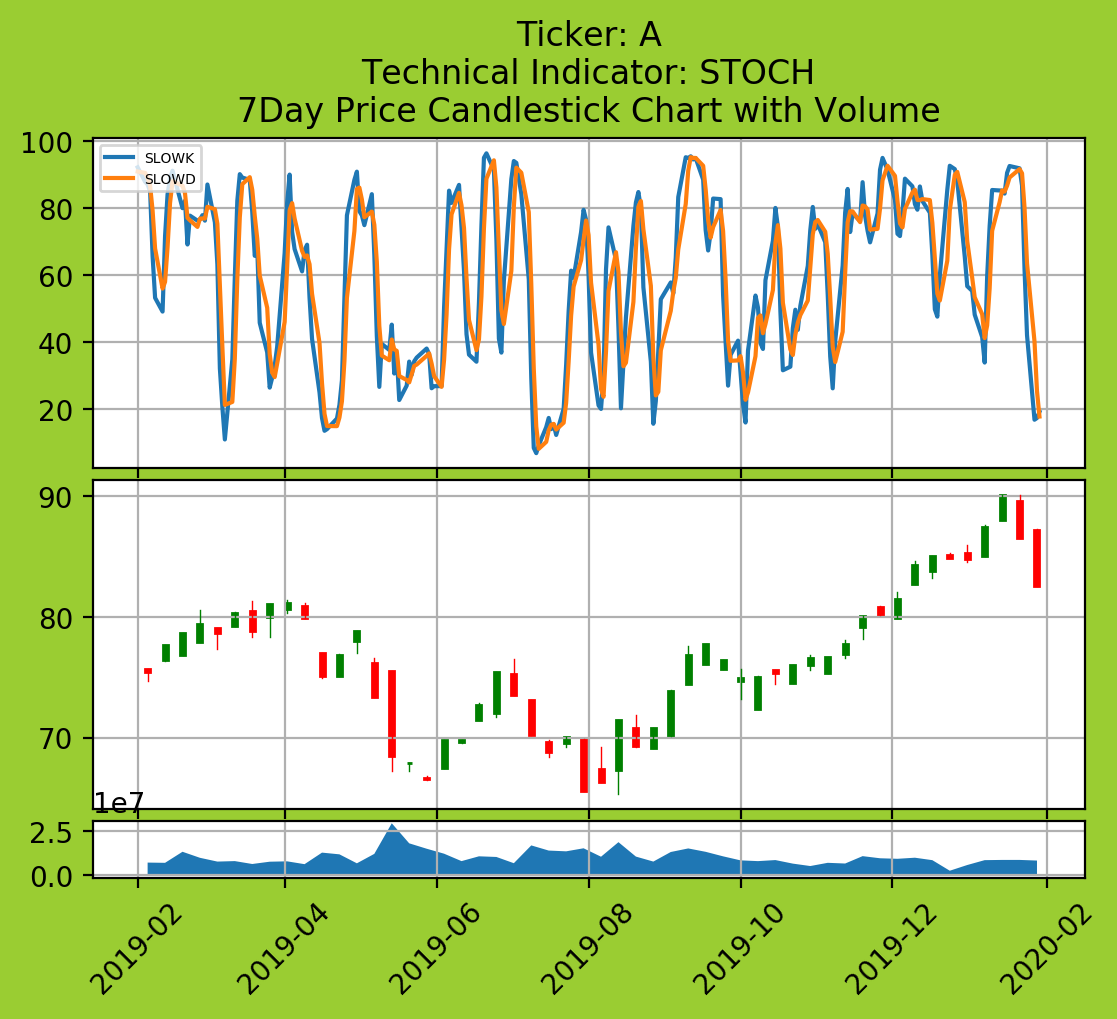 Ticker: A
Technical Indicator: STOCH
7Day Price Candlestick Chart with Volume
100
SLOWK
SLOWD
80
60
40
20
90
80
70
1e7
2.5
0.0
2019-02
2019-04
2019-06
2019-08
2019-10
2019-12
2020-02